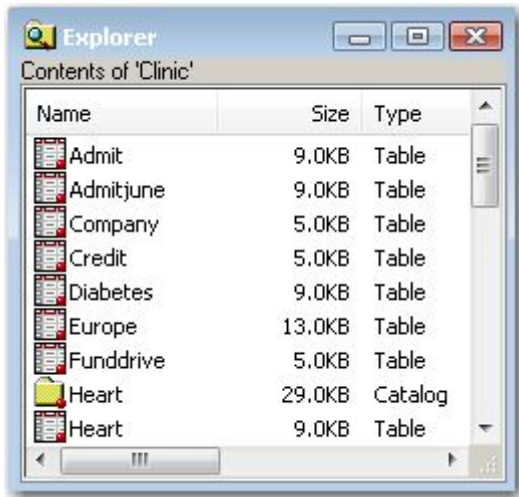 Explorer
Contents of 'Clinic'
Name Size Type
Admit 9.0KB Table
Admitjune 9.0KB Table
Company 5.0KB Table
Credit 5.0KB Table
Diabetes 9.0KB Table
Europe 13.0KB Table
Funddrive 5.0KB Table
Heart 29.0KB Catalog
Heart 9.0KB Table